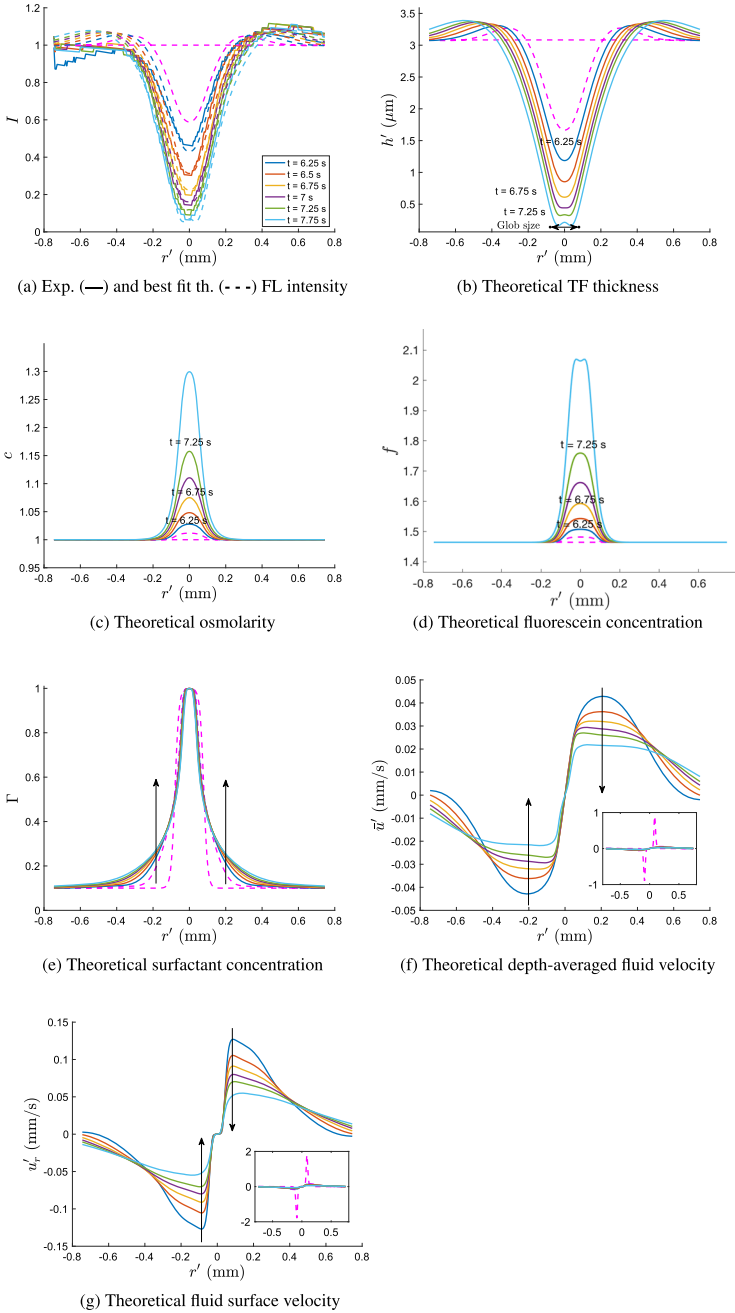 1.2
1
0.8
0.6
0.4
0.2
0
I
t = 6.25 s
t = 6.5 s
t = 6.75 s
t = 7 s
t = 7.25 s
t = 7.75 s
-0.8 -0.6 -0.4 -0.2 0 0.2 0.4 0.6 0.8
r′ (mm)
(a) Exp. (—) and best fit th. (- - -) FL intensity
3.5
3
2.5
2
1.5
1
0.5
h′ (μm)
t = 6.25 s
t = 6.75 s
t = 7.25 s
Glob size
-0.8 -0.6 -0.4 -0.2 0 0.2 0.4 0.6 0.8
r′ (mm)
(b) Theoretical TF thickness
1.3
1.25
1.2
1.15
1.1
1.05
1
0.95
c
t = 7.25 s
t = 6.75 s
t = 6.25 s
-0.8 -0.6 -0.4 -0.2 0 0.2 0.4 0.6 0.8
r′ (mm)
(c) Theoretical osmolarity
2.1
2
1.9
1.8
1.7
1.6
1.5
1.4
f
t = 7.25 s
t = 6.75 s
t = 6.25 s
-0.8 -0.6 -0.4 -0.2 0 0.2 0.4 0.6 0.8
r′ (mm)
(d) Theoretical fluorescein concentration
1
0.8
0.6
0.4
0.2
0
Γ
-0.8 -0.6 -0.4 -0.2 0 0.2 0.4 0.6 0.8
r′ (mm)
(e) Theoretical surfactant concentration
0.05
0.04
0.03
0.02
0.01
0
-0.01
-0.02
-0.03
-0.04
-0.05
ū′ (mm/s)
1
0
-1
-0.5 0 0.5
-0.8 -0.6 -0.4 -0.2 0 0.2 0.4 0.6 0.8
r′ (mm)
(f) Theoretical depth-averaged fluid velocity
0.15
0.1
0.05
0
-0.05
-0.1
-0.15
u′r (mm/s)
2
0
-2
-0.5 0 0.5
-0.8 -0.6 -0.4 -0.2 0 0.2 0.4 0.6 0.8
r′ (mm)
(g) Theoretical fluid surface velocity